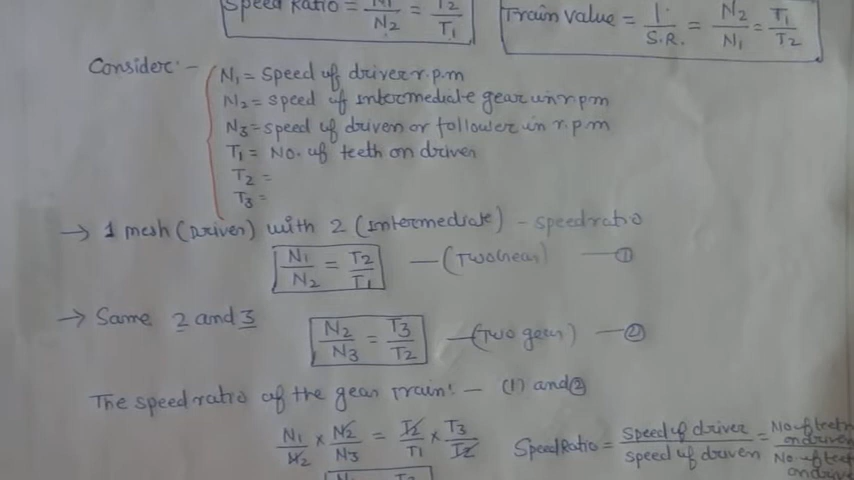 Speed Ratio = N1/N2 = T2/T1
Train value = 1/S.R. = N2/N1 = T1/T2
Consider:-
N1 = Speed of driver r.p.m
N2 = speed of intermediate gear in rpm
N3 = speed of driven or follower in r.p.m
T1 = No. of teeth on driver
T2 =
T3 =
→ 1 mesh (Driver) with 2 (Intermediate) - speed ratio
N1/N2 = T2/T1 — (Two Gear) — ①
→ Same 2 and 3
N2/N3 = T3/T2 — (Two gear) — ②
The speed ratio of the gear Train:- (1) and ②
N1/N2 × N2/N3 = T2/T1 × T3/T2
Speed Ratio = speed of driver/speed of driven = No of teeth on driven/No of teeth on